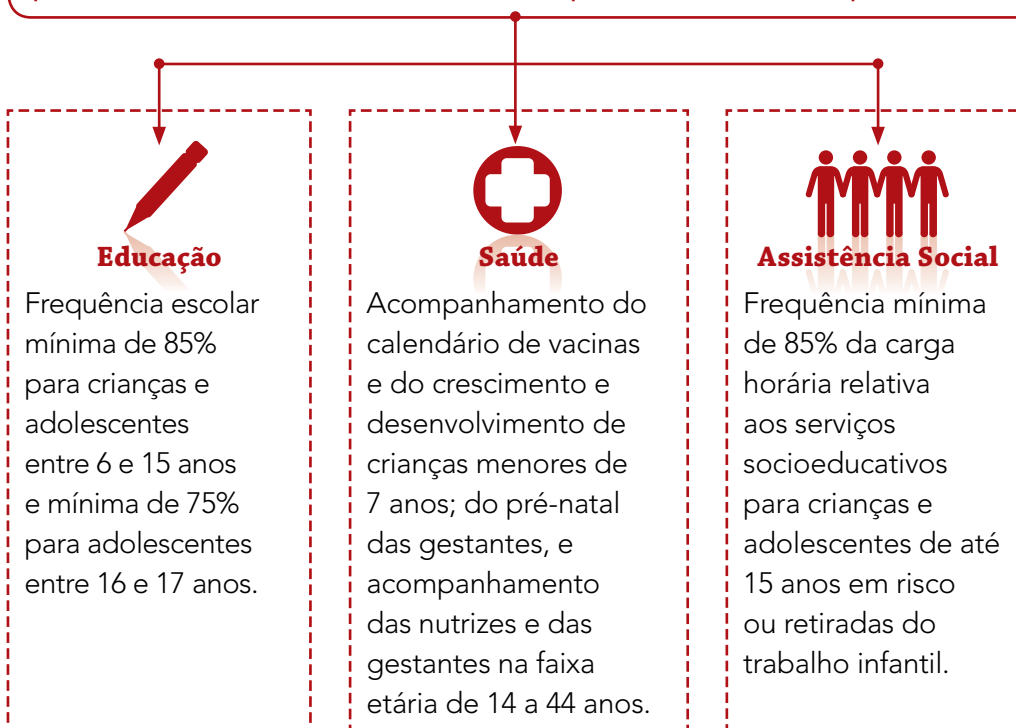 Educação
Frequência escolar
mínima de 85%
para crianças e
adolescentes
entre 6 e 15 anos
e mínima de 75%
para adolescentes
entre 16 e 17 anos.
Saúde
Acompanhamento do
calendário de vacinas
e do crescimento e
desenvolvimento de
crianças menores de
7 anos; do pré-natal
das gestantes, e
acompanhamento
das nutrizes e das
gestantes na faixa
etária de 14 a 44 anos.
Assistência Social
Frequência mínima
de 85% da carga
horária relativa
aos serviços
socioeducativos
para crianças e
adolescentes de até
15 anos em risco
ou retiradas do
trabalho infantil.